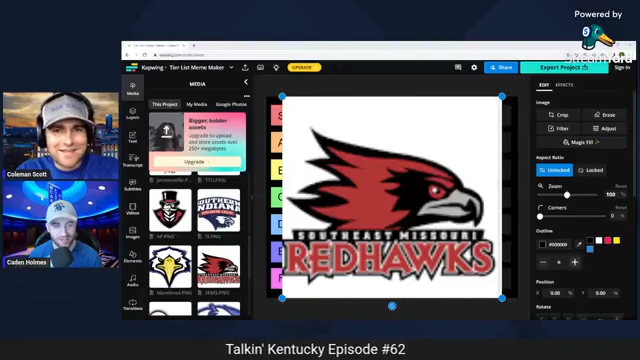 Powered by
StreamYard
Kapwing
Tier List Meme Maker
UPGRADE
Share
Export Project
Sign In
Media
Layers
Text
Transcript
Subtitles
Videos
Images
Elements
Audio
Transitions
MEDIA
This Project
My Media
Google Photos
Bigger, bolder
assets
Upgrade to upload
and store assets over
250+ megabytes
Upgrade
SOUTHERN
INDIANA
SOUTHEAST MISSOURI
REDHAWKS
EDIT
EFFECTS
Image
Crop
Erase
Filter
Adjust
Magic Fill
Aspect Ratio
Unlocked
Locked
Zoom
Reset
100
Corners
Reset
0
Outline
#000000
Position
Reset
X
0.00
Y
0.00
Rotate
Coleman Scott
Caden Holmes
Talkin' Kentucky Episode #62